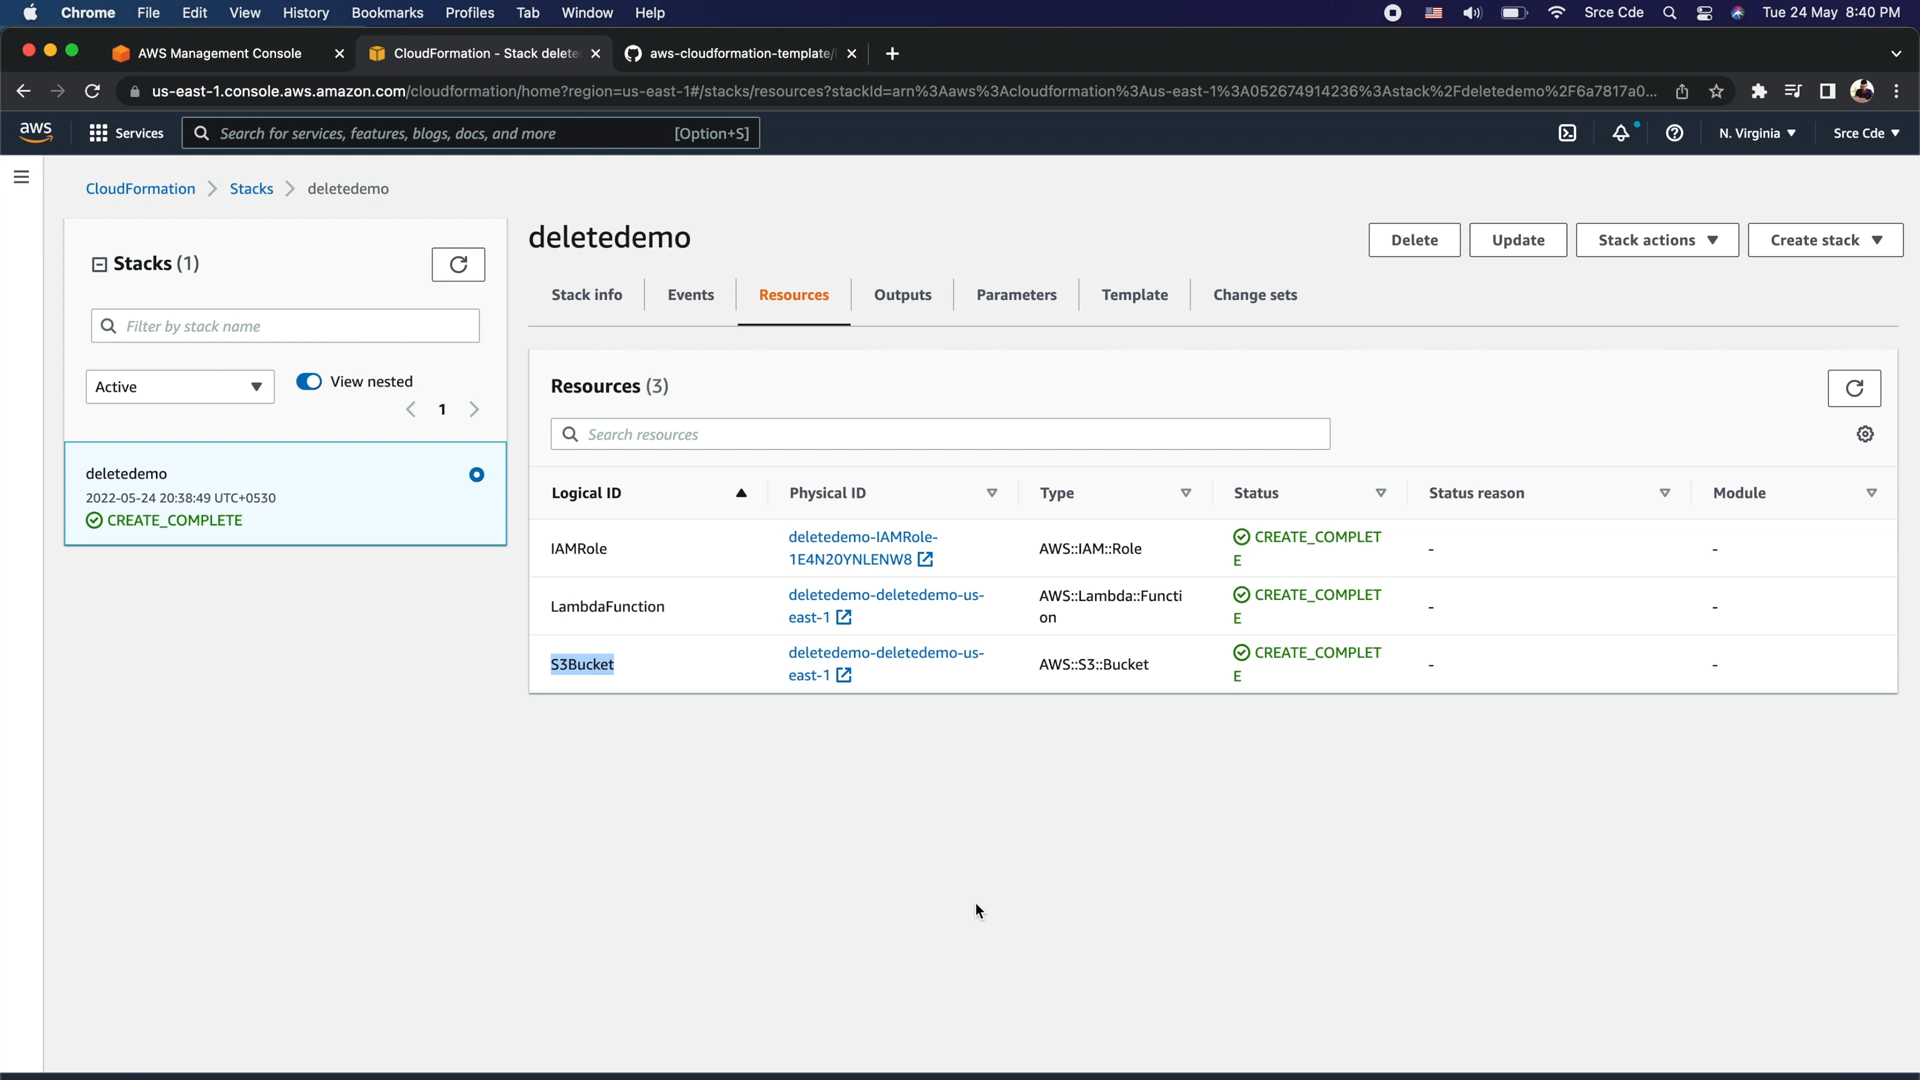 Chrome File Edit View History Bookmarks Profiles Tab Window Help Srce Cde Tue 24 May 8:40 PM
AWS Management Console CloudFormation - Stack delete aws-cloudformation-template/
us-east-1.console.aws.amazon.com/cloudformation/home?region=us-east-1#/stacks/resources?stackId=arn%3Aaws%3Acloudformation%3Aus-east-1%3A052674914236%3Astack%2Fdeletedemo%2F6a7817a0...
aws Services Search for services, features, blogs, docs, and more [Option+S] N. Virginia Srce Cde
CloudFormation Stacks deletedemo
Stacks (1)
Filter by stack name
Active View nested
1
deletedemo
2022-05-24 20:38:49 UTC+0530
CREATE_COMPLETE
deletedemo
Delete Update Stack actions Create stack
Stack info Events Resources Outputs Parameters Template Change sets
Resources (3)
Search resources
Logical ID Physical ID Type Status Status reason Module
IAMRole deletedemo-IAMRole- AWS::IAM::Role CREATE_COMPLET - -
1E4N20YNLENW8 E
LambdaFunction deletedemo-deletedemo-us- AWS::Lambda::Functi CREATE_COMPLET - -
east-1 on E
S3Bucket deletedemo-deletedemo-us- AWS::S3::Bucket CREATE_COMPLET - -
east-1 E